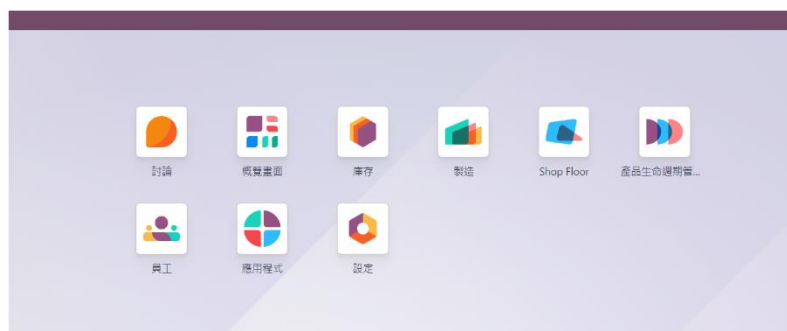 討論
概覽畫面
庫存
製造
Shop Floor
產品生命週期管...
員工
應用程式
設定